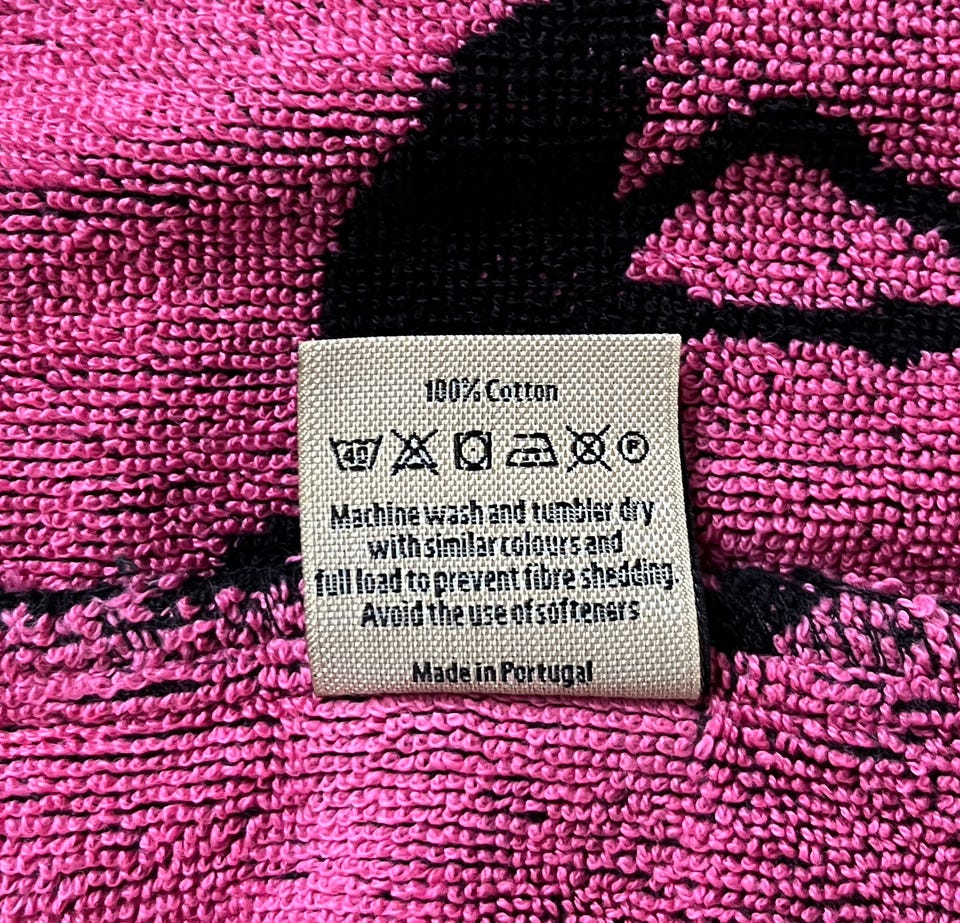 100% Cotton
40 P
Machine wash and tumbler dry
with similar colours and
full load to prevent fibre shedding.
Avoid the use of softeners
Made in Portugal